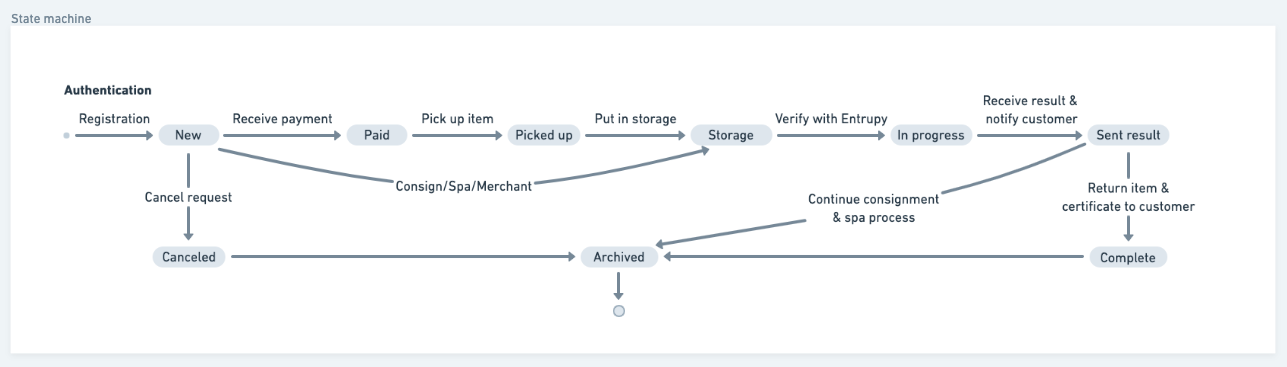 State machine
Authentication
Registration
New
Receive payment
Paid
Pick up item
Picked up
Put in storage
Storage
Verify with Entrupy
In progress
Receive result &
notify customer
Sent result
Consign/Spa/Merchant
Cancel request
Continue consignment
& spa process
Return item &
certificate to customer
Canceled
Archived
Complete